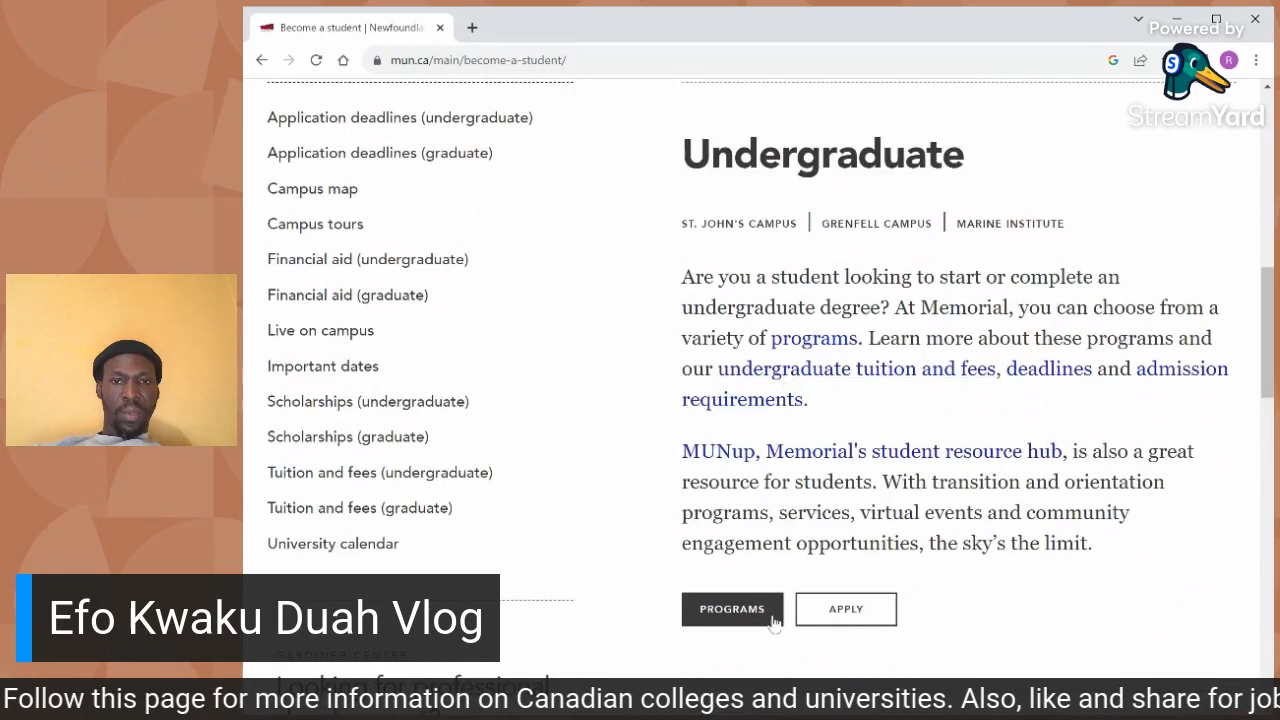 Become a student | Newfoundla
mun.ca/main/become-a-student/
R
Powered by
S
StreamYard
Application deadlines (undergraduate)
Application deadlines (graduate)
Campus map
Campus tours
Financial aid (undergraduate)
Financial aid (graduate)
Live on campus
Important dates
Scholarships (undergraduate)
Scholarships (graduate)
Tuition and fees (undergraduate)
Tuition and fees (graduate)
University calendar
GARDINER CENTRE
Looking for professional
Undergraduate
ST. JOHN'S CAMPUS | GRENFELL CAMPUS | MARINE INSTITUTE
Are you a student looking to start or complete an
undergraduate degree? At Memorial, you can choose from a
variety of programs. Learn more about these programs and
our undergraduate tuition and fees, deadlines and admission
requirements.
MUNup, Memorial's student resource hub, is also a great
resource for students. With transition and orientation
programs, services, virtual events and community
engagement opportunities, the sky’s the limit.
PROGRAMS
APPLY
Efo Kwaku Duah Vlog
Follow this page for more information on Canadian colleges and universities. Also, like and share for job